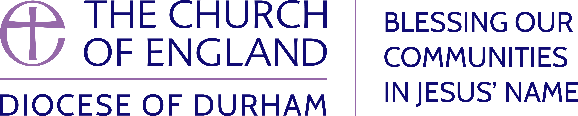 THE CHURCH
OF ENGLAND
DIOCESE OF DURHAM
BLESSING OUR
COMMUNITIES
IN JESUS’ NAME